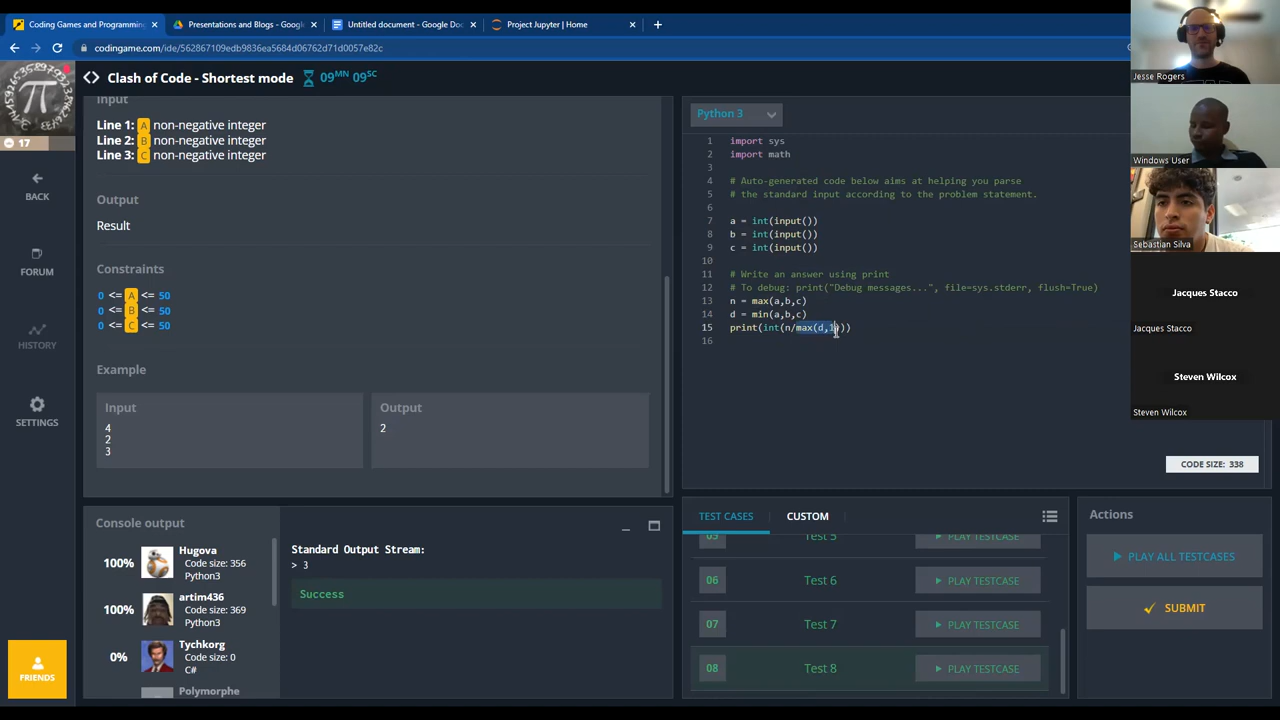 Coding Games and Programming
Presentations and Blogs - Google
Untitled document - Google Doc
Project Jupyter | Home
codingame.com/ide/562867109edb9836ea5684d06762d71d0057e82c
Clash of Code - Shortest mode
09MN 09SC
17
BACK
FORUM
HISTORY
SETTINGS
FRIENDS
Input
Line 1: A non-negative integer
Line 2: B non-negative integer
Line 3: C non-negative integer
Output
Result
Constraints
0 <= A <= 50
0 <= B <= 50
0 <= C <= 50
Example
Input
4
2
3
Output
2
Python 3
1 import sys
2 import math
3
4 # Auto-generated code below aims at helping you parse
5 # the standard input according to the problem statement.
6
7 a = int(input())
8 b = int(input())
9 c = int(input())
10
11 # Write an answer using print
12 # To debug: print("Debug messages...", file=sys.stderr, flush=True)
13 n = max(a,b,c)
14 d = min(a,b,c)
15 print(int(n/max(d,1)))
16
CODE SIZE: 338
Console output
100% Hugova
Code size: 356
Python3
100% artim436
Code size: 369
Python3
0% Tychkorg
Code size: 0
C#
Polymorphe
Standard Output Stream:
> 3
Success
TEST CASES
CUSTOM
05 Test 5 PLAY TESTCASE
06 Test 6 PLAY TESTCASE
07 Test 7 PLAY TESTCASE
08 Test 8 PLAY TESTCASE
Actions
PLAY ALL TESTCASES
SUBMIT
Jesse Rogers
Windows User
Sebastian Silva
Jacques Stacco
Jacques Stacco
Steven Wilcox
Steven Wilcox